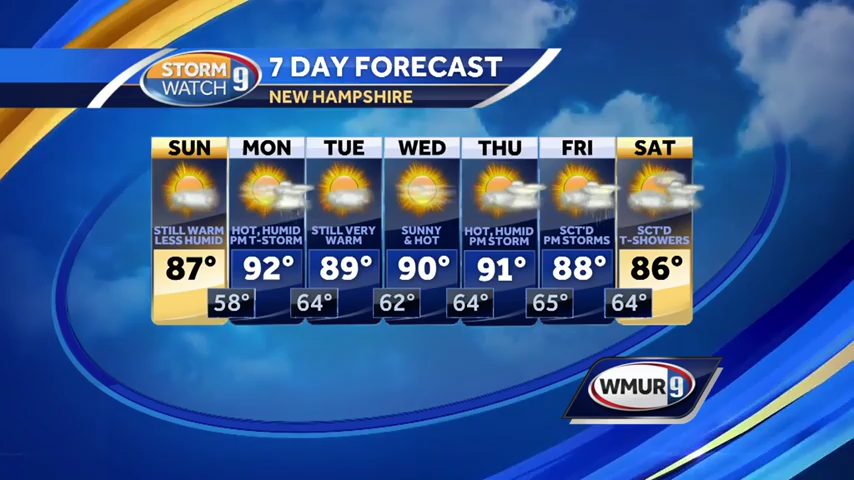 STORM
WATCH 9
7 DAY FORECAST
NEW HAMPSHIRE
SUN MON TUE WED THU FRI SAT
STILL WARM HOT, HUMID STILL VERY SUNNY HOT, HUMID SCT'D SCT'D
LESS HUMID PM T-STORM WARM & HOT PM STORM PM STORMS T-SHOWERS
87° 92° 89° 90° 91° 88° 86°
58° 64° 62° 64° 65° 64°
WMUR 9